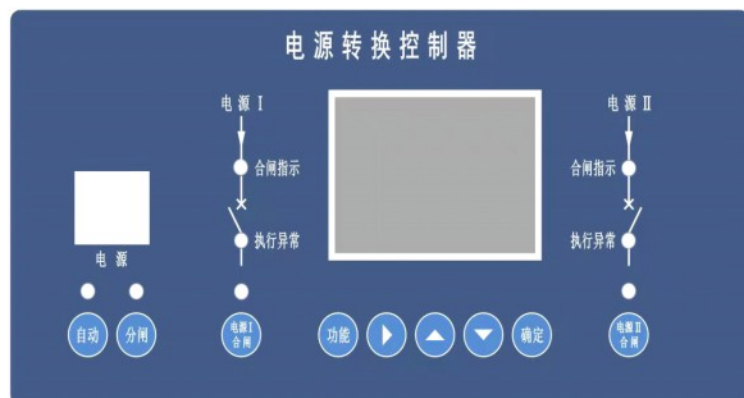 电源转换控制器
电源 I
电源 II
合闸指示
合闸指示
执行异常
执行异常
电源
自动
分闸
电源I
合闸
功能
确定
电源II
合闸